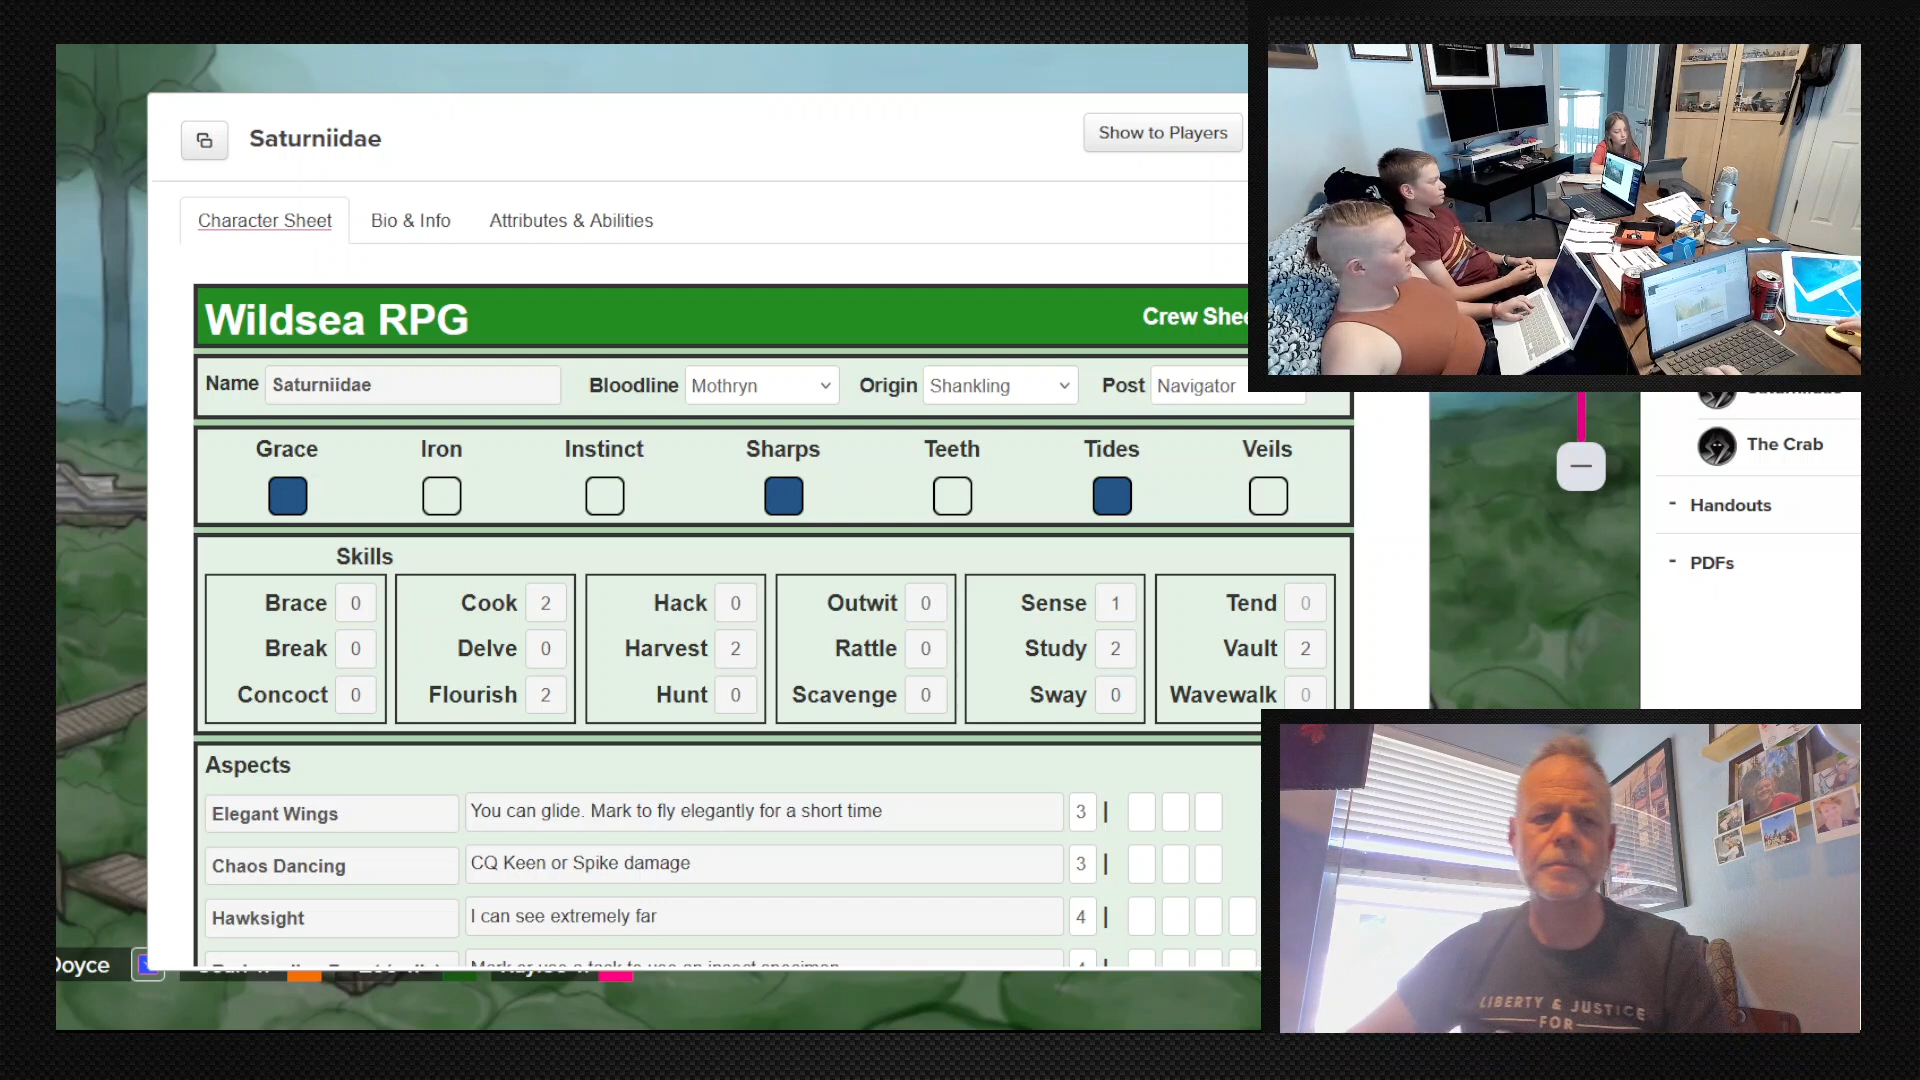 Saturniidae
Show to Players
Character Sheet
Bio & Info
Attributes & Abilities
Wildsea RPG
Crew Shee
Name Saturniidae Bloodline Mothryn Origin Shankling Post Navigator
Grace Iron Instinct Sharps Teeth Tides Veils
Skills
Brace 0 Cook 2 Hack 0 Outwit 0 Sense 1 Tend 0
Break 0 Delve 0 Harvest 2 Rattle 0 Study 2 Vault 2
Concoct 0 Flourish 2 Hunt 0 Scavenge 0 Sway 0 Wavewalk 0
Aspects
Elegant Wings You can glide. Mark to fly elegantly for a short time 3 |
Chaos Dancing CQ Keen or Spike damage 3 |
Hawksight I can see extremely far 4 |
Doyce
The Crab
- Handouts
- PDFs
LIBERTY & JUSTICE
FOR